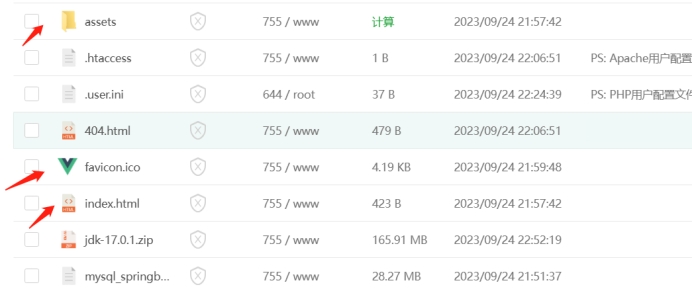 assets 755 / www 计算 2023/09/24 21:57:42
.htaccess 755 / www 1 B 2023/09/24 22:06:51 PS: Apache用户配置
.user.ini 644 / root 37 B 2023/09/24 22:24:39 PS: PHP用户配置文件
404.html 755 / www 479 B 2023/09/24 22:06:51
favicon.ico 755 / www 4.19 KB 2023/09/24 21:59:48
index.html 755 / www 423 B 2023/09/24 21:57:42
jdk-17.0.1.zip 755 / www 165.91 MB 2023/09/24 22:52:19
mysql_springb... 755 / www 28.27 MB 2023/09/24 21:51:37